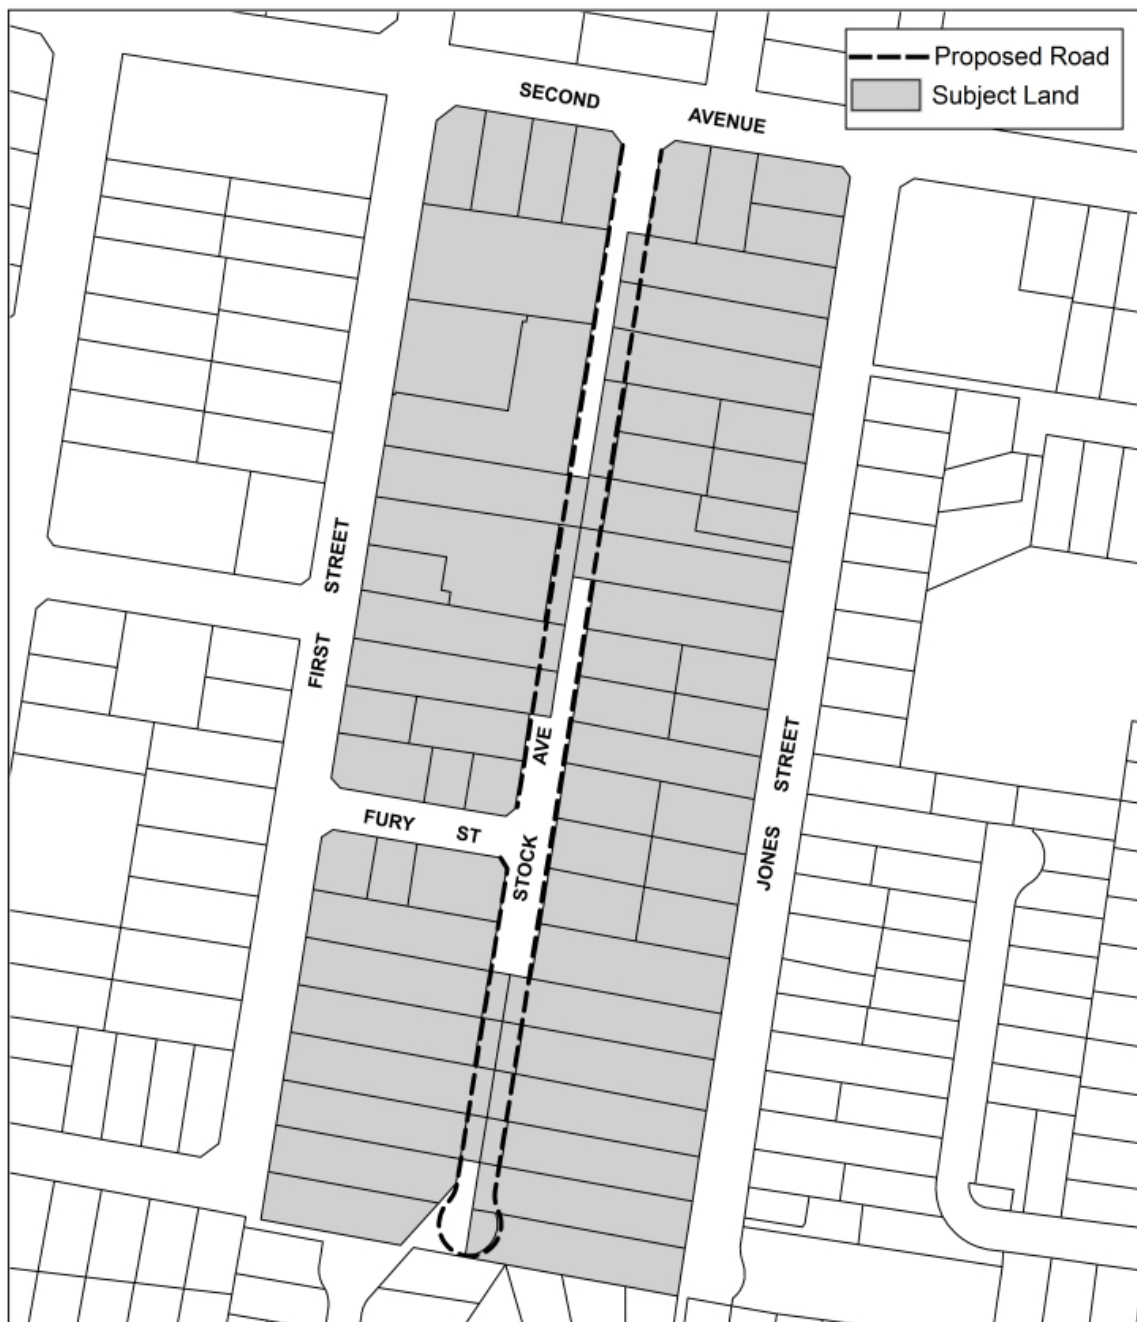 Proposed Road
Subject Land
SECOND
AVENUE
FIRST
STREET
AVE
STOCK
FURY
ST
JONES
STREET